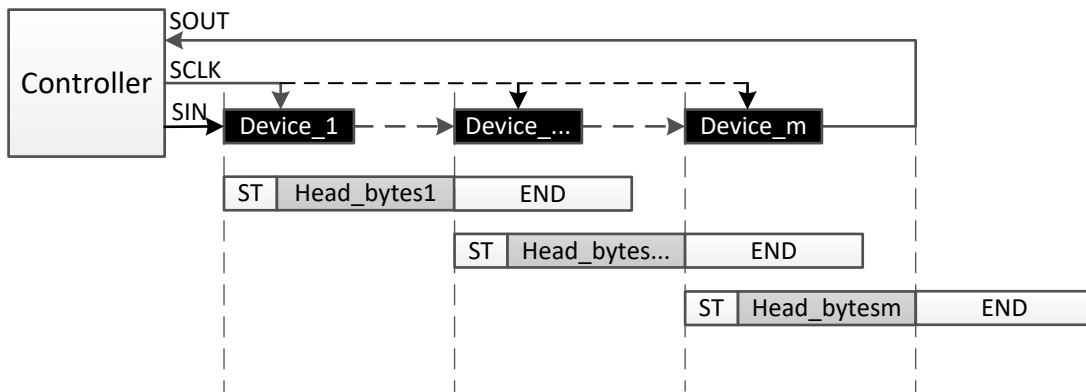 SOUT
Controller
SCLK
SIN
Device_1
Device_...
Device_m
ST Head_bytes1 END
ST Head_bytes... END
ST Head_bytesm END